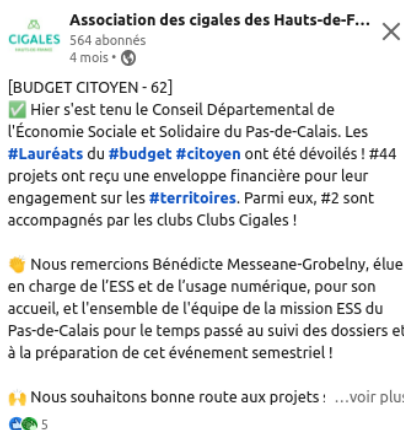 CIGALES
HAUTS-DE-FRANCE
Association des cigales des Hauts-de-F...
564 abonnés
4 mois •
[BUDGET CITOYEN - 62]
✅ Hier s'est tenu le Conseil Départemental de
l'Économie Sociale et Solidaire du Pas-de-Calais. Les
#Lauréats du #budget #citoyen ont été dévoilés ! #44
projets ont reçu une enveloppe financière pour leur
engagement sur les #territoires. Parmi eux, #2 sont
accompagnés par les clubs Clubs Cigales !
👏 Nous remercions Bénédicte Messeane-Grobelny, élue
en charge de l'ESS et de l'usage numérique, pour son
accueil, et l'ensemble de l'équipe de la mission ESS du
Pas-de-Calais pour le temps passé au suivi des dossiers et
à la préparation de cet événement semestriel !
🙌 Nous souhaitons bonne route aux projets ...voir plus
5